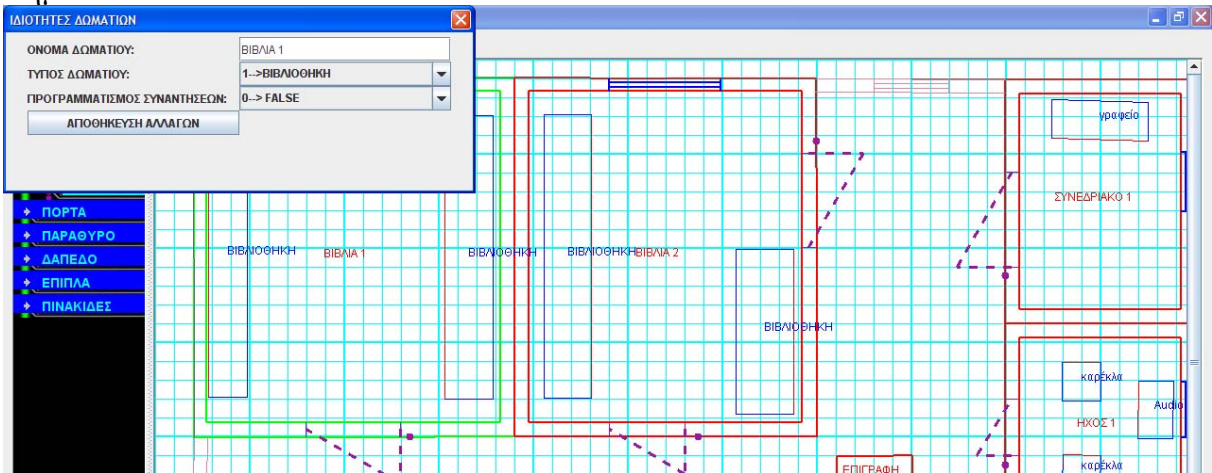 ΙΔΙΟΤΗΤΕΣ ΔΩΜΑΤΙΩΝ
ΟΝΟΜΑ ΔΩΜΑΤΙΟΥ: ΒΙΒΛΙΑ 1
ΤΥΠΟΣ ΔΩΜΑΤΙΟΥ: 1-->ΒΙΒΛΙΟΘΗΚΗ
ΠΡΟΓΡΑΜΜΑΤΙΣΜΟΣ ΣΥΝΑΝΤΗΣΕΩΝ: 0--> FALSE
ΑΠΟΘΗΚΕΥΣΗ ΑΛΛΑΓΩΝ
ΠΟΡΤΑ
ΠΑΡΑΘΥΡΟ
ΔΑΠΕΔΟ
ΕΠΙΠΛΑ
ΠΙΝΑΚΙΔΕΣ
γραφείο
ΣΥΝΕΔΡΙΑΚΟ 1
ΒΙΒΛΙΟΘΗΚΗ ΒΙΒΛΙΑ 1 ΒΙΒΛΙΟΘΗΚΗ ΒΙΒΛΙΟΘΗΚΗ ΒΙΒΛΙΑ 2
ΒΙΒΛΙΟΘΗΚΗ
καρέκλα
Audio
ΗΧΟΣ 1
ΕΠΙΓΡΑΦΗ καρέκλα